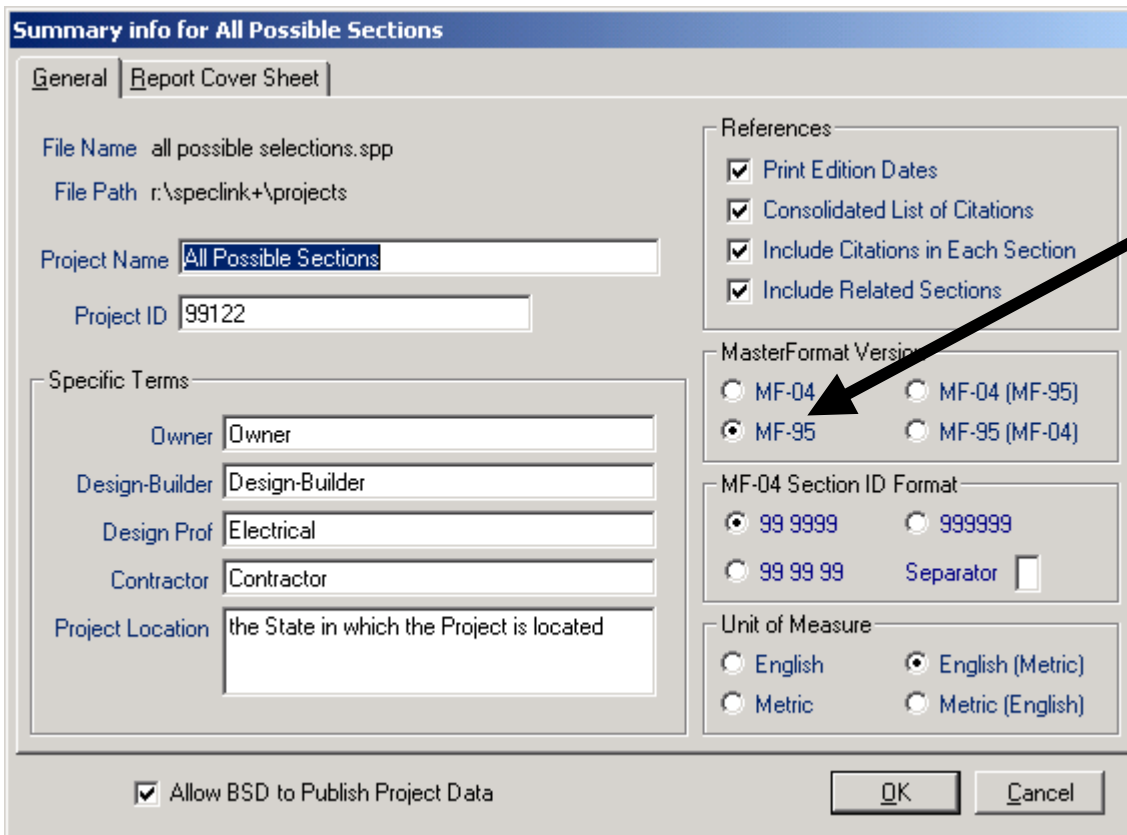 Summary info for All Possible Sections
General
Report Cover Sheet
File Name all possible selections.spp
File Path r:\speclink+\projects
Project Name All Possible Sections
Project ID 99122
Specific Terms
Owner Owner
Design-Builder Design-Builder
Design Prof Electrical
Contractor Contractor
Project Location the State in which the Project is located
References
Print Edition Dates
Consolidated List of Citations
Include Citations in Each Section
Include Related Sections
MasterFormat Version
MF-04 MF-04 (MF-95)
MF-95 MF-95 (MF-04)
MF-04 Section ID Format
99 9999 999999
99 99 99 Separator
Unit of Measure
English English (Metric)
Metric Metric (English)
Allow BSD to Publish Project Data
OK Cancel